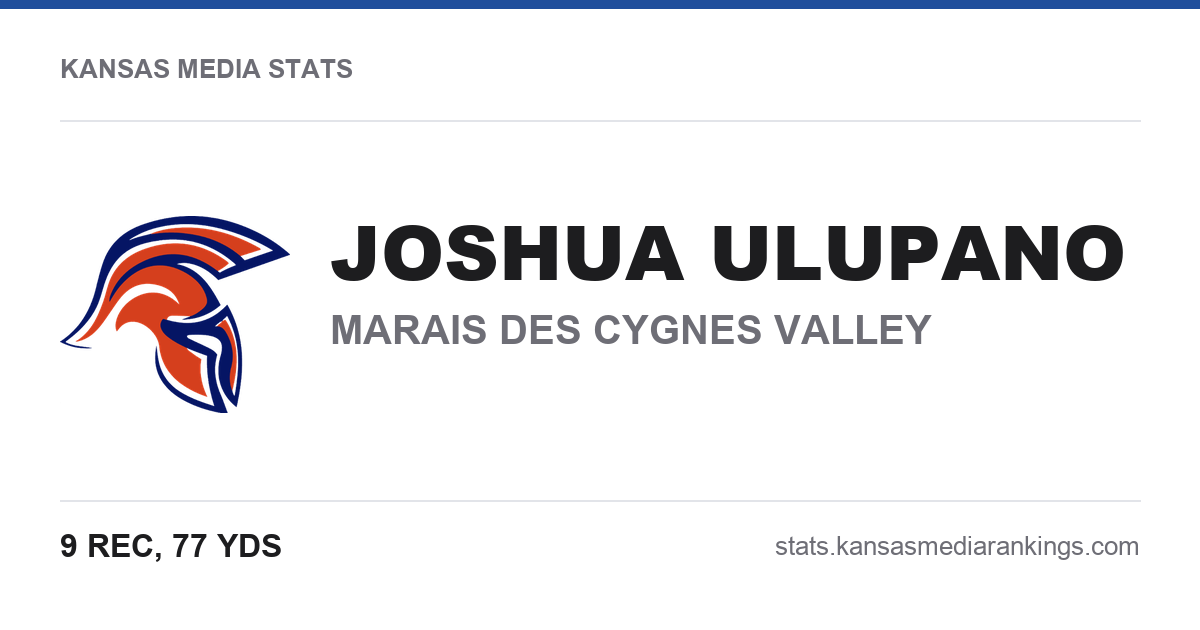 KANSAS MEDIA STATS
JOSHUA ULUPANO
MARAIS DES CYGNES VALLEY
9 REC, 77 YDS
stats.kansasmediarankings.com